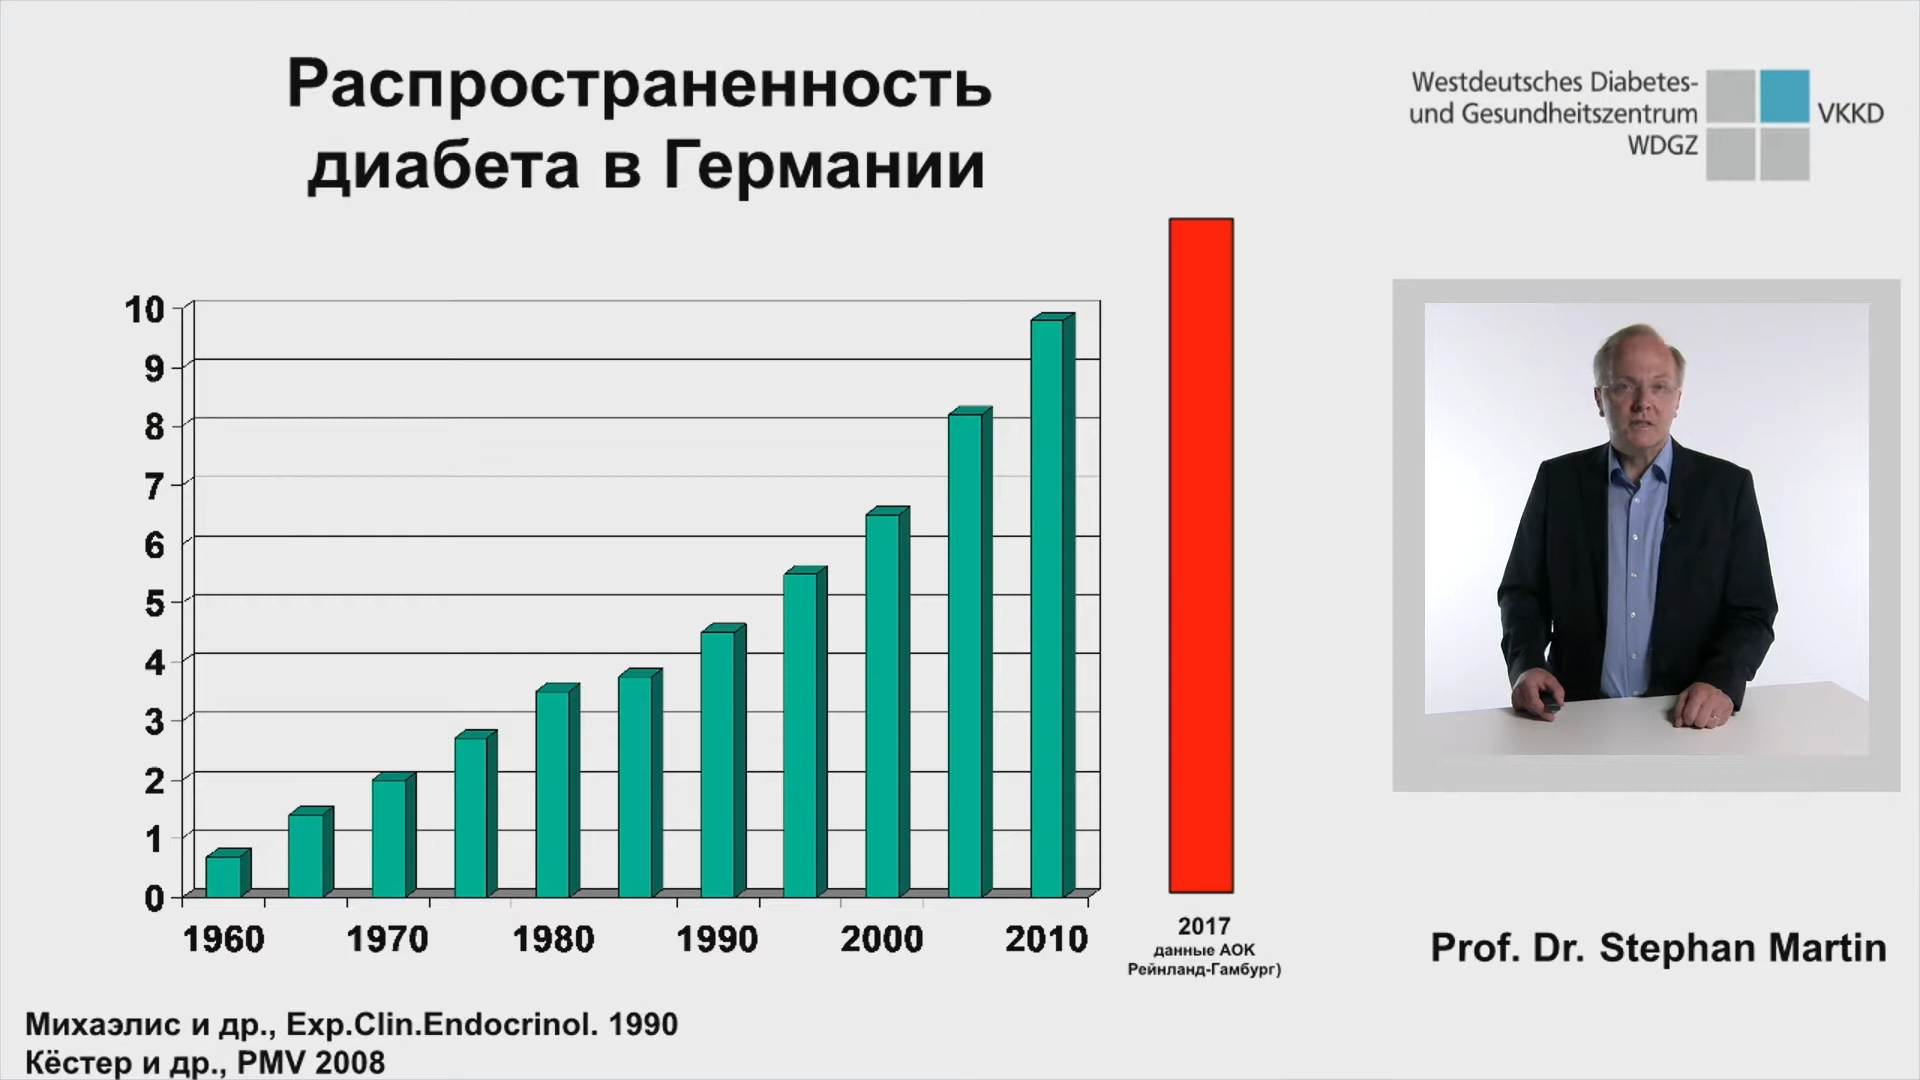 Распространенность
диабета в Германии
Westdeutsches Diabetes-
und Gesundheitszentrum
WDGZ
VKKD
10
9
8
7
6
5
4
3
2
1
0
1960 1970 1980 1990 2000 2010
2017
данные АОК
Рейнланд-Гамбург)
Prof. Dr. Stephan Martin
Михаэлис и др., Exp.Clin.Endocrinol. 1990
Кёстер и др., PMV 2008